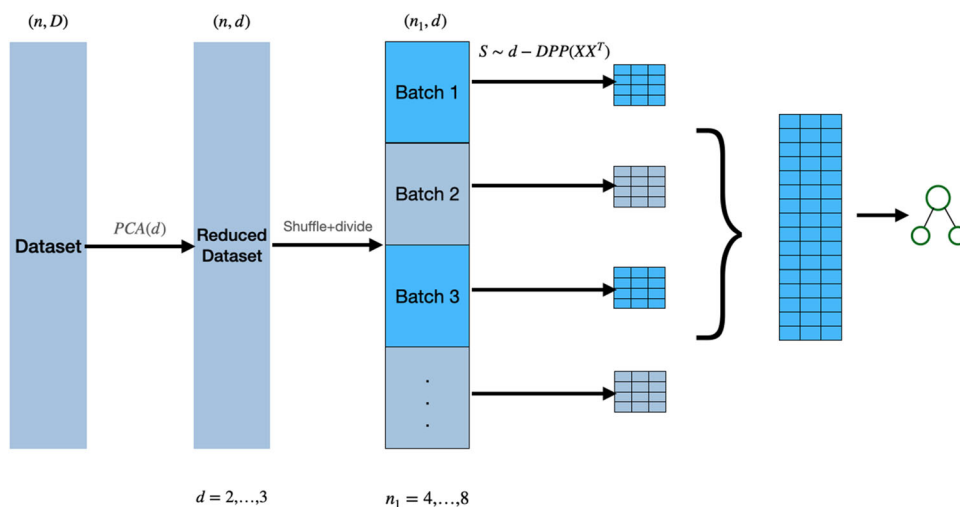 (n, D)
(n, d)
(n₁, d)
S ∼ d − DPP(XXᵀ)
Batch 1
Batch 2
Dataset
PCA(d)
Reduced
Dataset
Shuffle+divide
Batch 3
.
.
.
d = 2,…,3
n₁ = 4,…,8